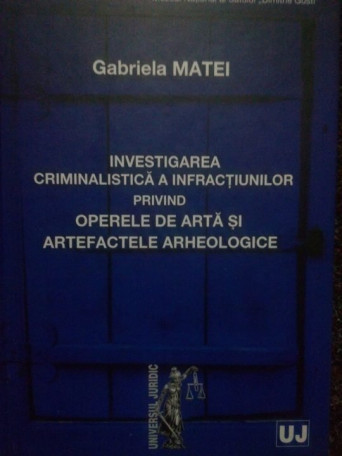 Gabriela MATEI
INVESTIGAREA
CRIMINALISTICĂ A INFRACȚIUNILOR
PRIVIND
OPERELE DE ARTĂ ȘI
ARTEFACTELE ARHEOLOGICE
UNIVERSUL JURIDIC
UJ